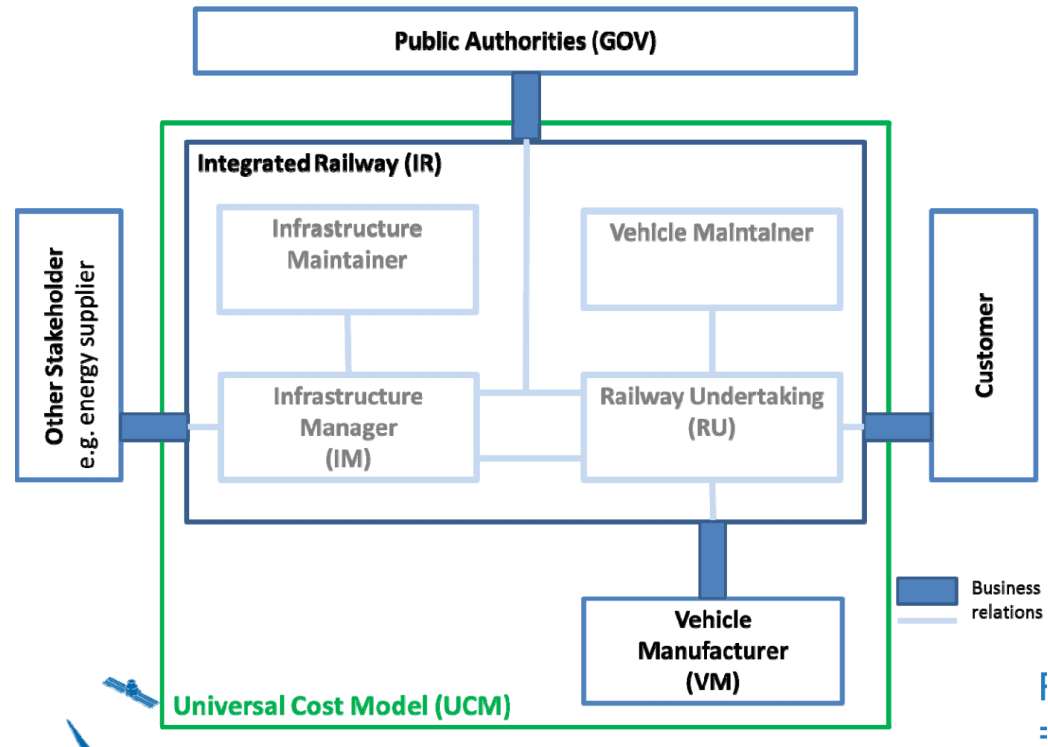 Public Authorities (GOV)
Integrated Railway (IR)
Infrastructure
Maintainer
Vehicle Maintainer
Other Stakeholder
e.g. energy supplier
Infrastructure
Manager
(IM)
Railway Undertaking
(RU)
Customer
Business
relations
Vehicle
Manufacturer
(VM)
Universal Cost Model (UCM)